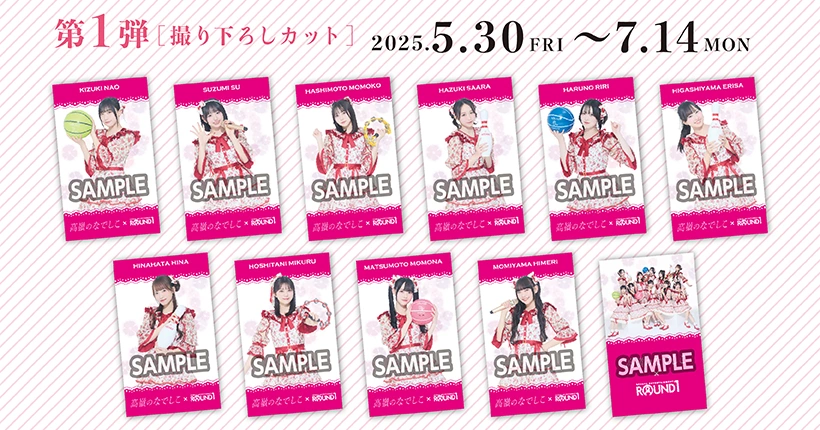 第1弾［撮り下ろしカット］ 2025.5.30FRI ～7.14MON
KIZUKI NAO
SAMPLE
高嶺のなでしこ × ROUND1
SUZUMI SU
SAMPLE
高嶺のなでしこ × ROUND1
HASHIMOTO MOMOKO
SAMPLE
高嶺のなでしこ × ROUND1
HAZUKI SAARA
SAMPLE
高嶺のなでしこ × ROUND1
HARUNO RIRI
SAMPLE
高嶺のなでしこ × ROUND1
HIGASHIYAMA ERISA
SAMPLE
高嶺のなでしこ × ROUND1
HINAHATA HINA
SAMPLE
高嶺のなでしこ × ROUND1
HOSHITANI MIKURU
SAMPLE
高嶺のなでしこ × ROUND1
MATSUMOTO MOMONA
SAMPLE
高嶺のなでしこ × ROUND1
MOMIYAMA HIMERI
SAMPLE
高嶺のなでしこ × ROUND1
SAMPLE
ROUND1